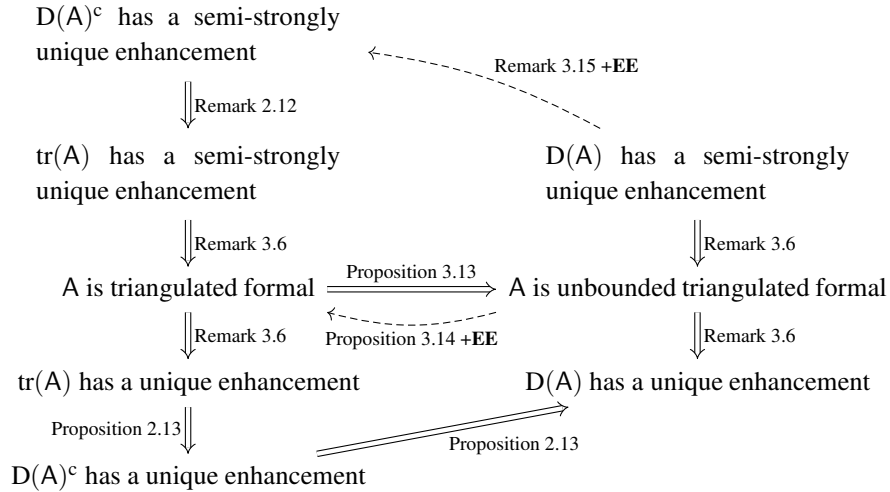 D(A)ᶜ has a semi-strongly
unique enhancement
Remark 3.15 +EE
Remark 2.12
tr(A) has a semi-strongly
unique enhancement
D(A) has a semi-strongly
unique enhancement
Remark 3.6
Remark 3.6
A is triangulated formal
Proposition 3.13
A is unbounded triangulated formal
Proposition 3.14 +EE
Remark 3.6
Remark 3.6
tr(A) has a unique enhancement
D(A) has a unique enhancement
Proposition 2.13
Proposition 2.13
D(A)ᶜ has a unique enhancement